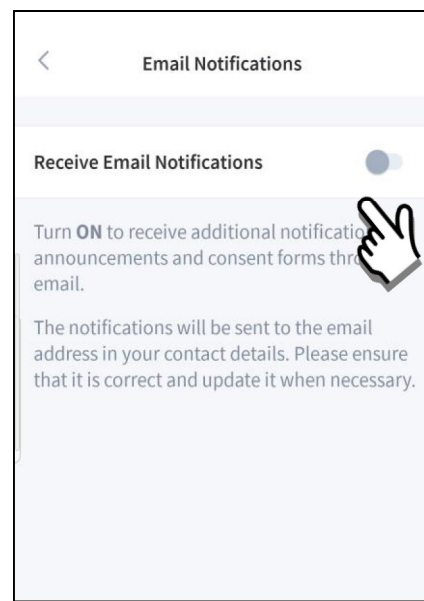 Email Notifications
Receive Email Notifications
Turn ON to receive additional
announcements and consent forms
email.
The notifications will be sent to the email
address in your contact details. Please ensure
that it is correct and update it when necessary.